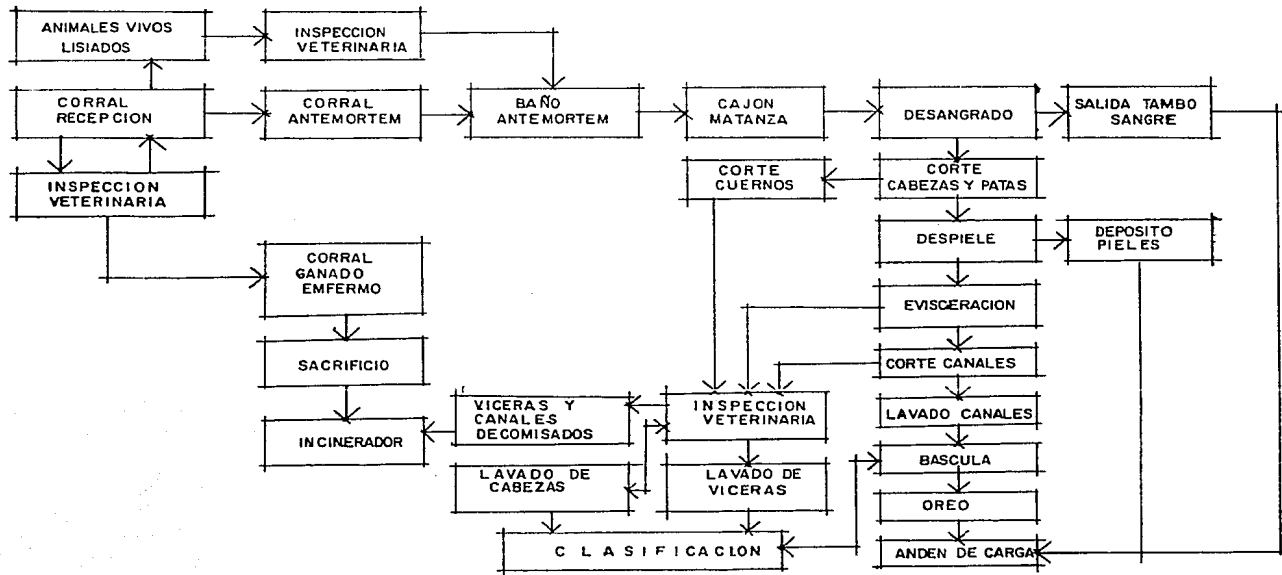 ANIMALES VIVOS
LISIADOS
INSPECCION
VETERINARIA
CORRAL
RECEPCION
CORRAL
ANTEMORTEM
BAÑO
ANTEMORTEM
CAJON
MATANZA
DESANGRADO
SALIDA TAMBO
SANGRE
INSPECCION
VETERINARIA
CORTE
CUERNOS
CORTE
CABEZAS Y PATAS
DESPIELE
DEPOSITO
PIELES
CORRAL
GANADO
EMFERMO
EVISCERACION
SACRIFICIO
CORTE CANALES
INCINERADOR
VICERAS Y
CANALES
DECOMISADOS
INSPECCION
VETERINARIA
LAVADO CANALES
LAVADO DE
CABEZAS
LAVADO DE
VICERAS
BASCULA
OREO
CLASIFICACION
ANDEN DE CARGA